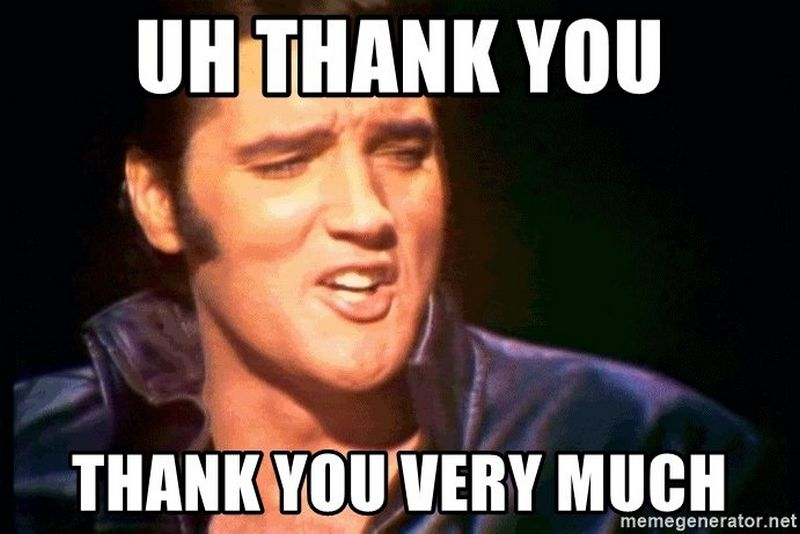 UH THANK YOU
THANK YOU VERY MUCH
memegenerator.net